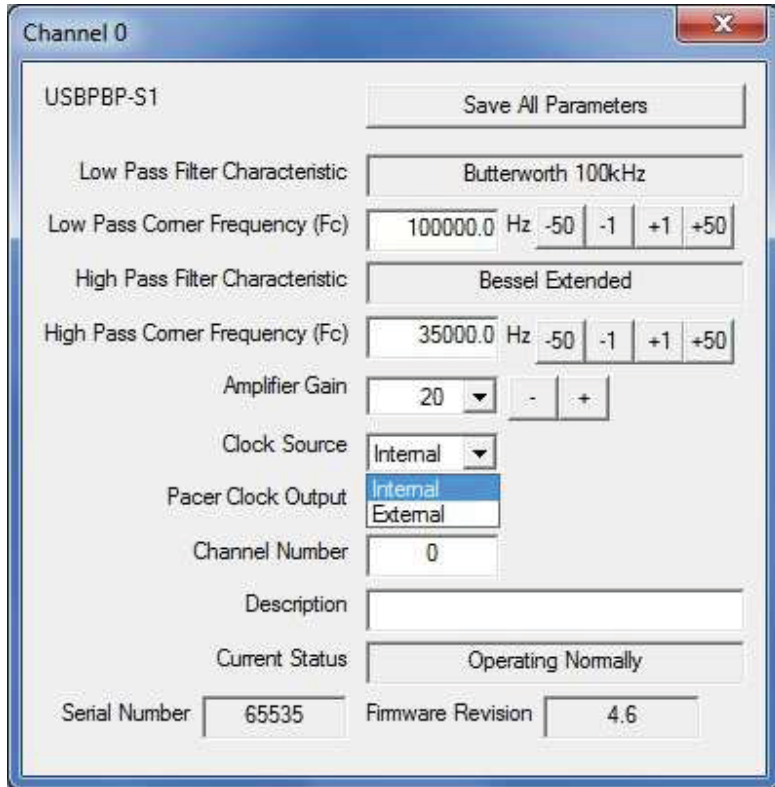 Channel 0
USBPBP-S1
Save All Parameters
Low Pass Filter Characteristic Butterworth 100kHz
Low Pass Corner Frequency (Fc) 100000.0 Hz -50 -1 +1 +50
High Pass Filter Characteristic Bessel Extended
High Pass Corner Frequency (Fc) 35000.0 Hz -50 -1 +1 +50
Amplifier Gain 20 - +
Clock Source Internal
Internal
Pacer Clock Output
External
Channel Number 0
Description
Current Status Operating Normally
Serial Number 65535 Firmware Revision 4.6